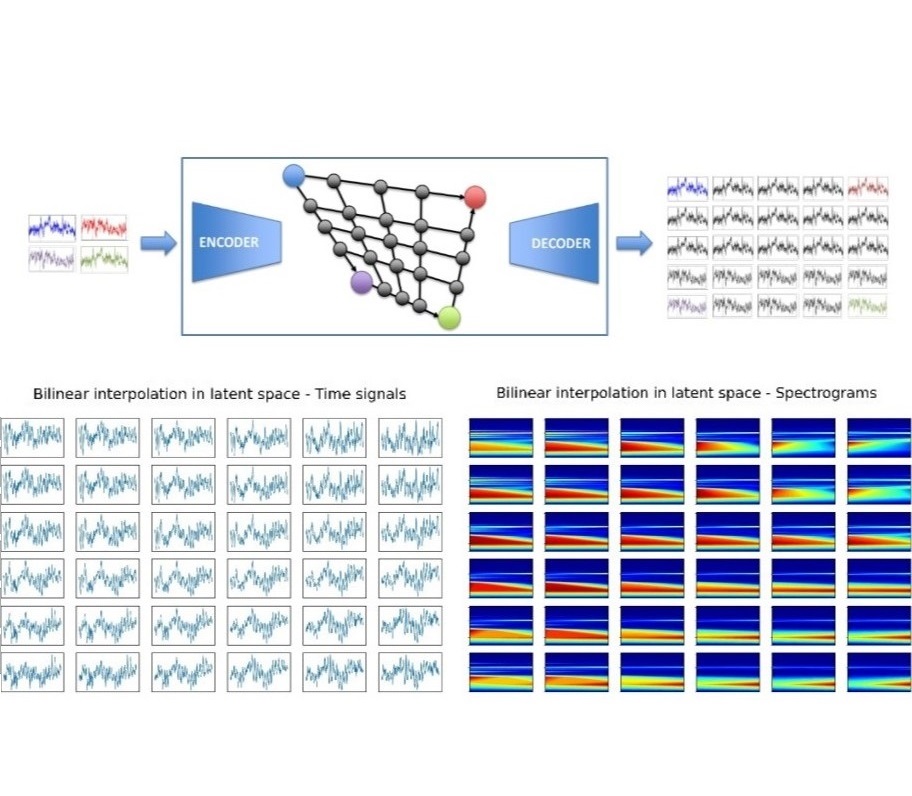 ENCODER
DECODER
Bilinear interpolation in latent space - Time signals
Bilinear interpolation in latent space - Spectrograms